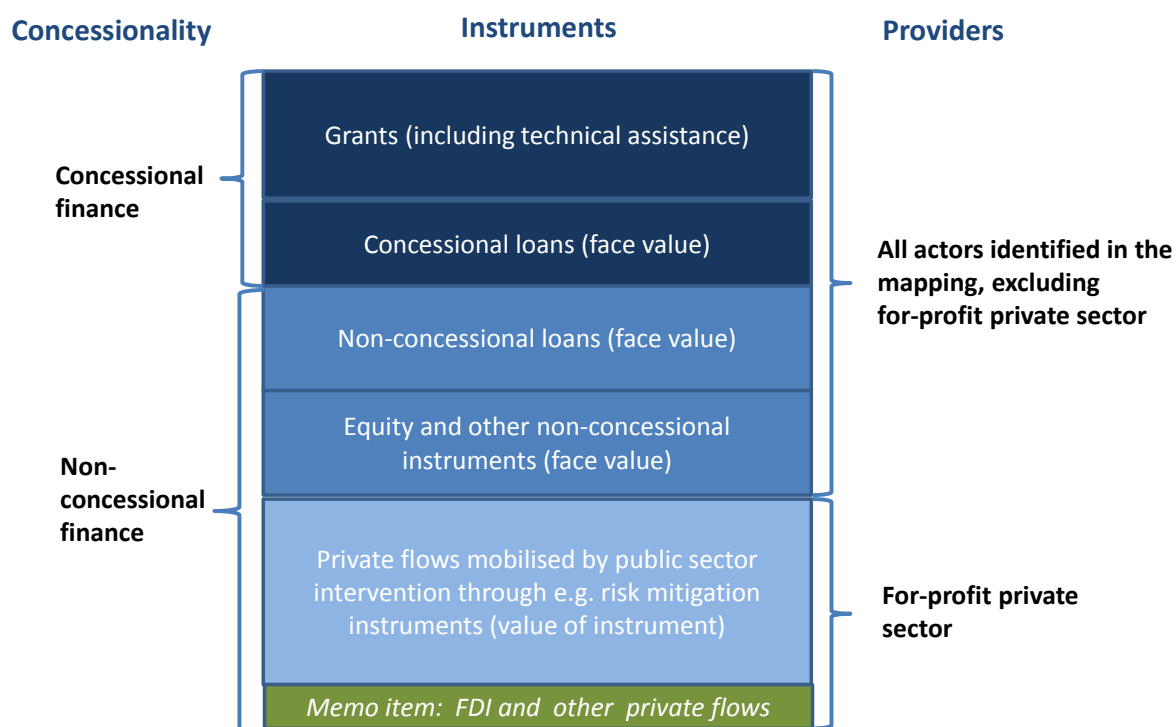 Concessionality
Instruments
Providers
Grants (including technical assistance)
Concessional
finance
Concessional loans (face value)
All actors identified in the
mapping, excluding
for-profit private sector
Non-concessional loans (face value)
Equity and other non-concessional
instruments (face value)
Non-
concessional
finance
Private flows mobilised by public sector
intervention through e.g. risk mitigation
instruments (value of instrument)
For-profit private
sector
Memo item: FDI and other private flows